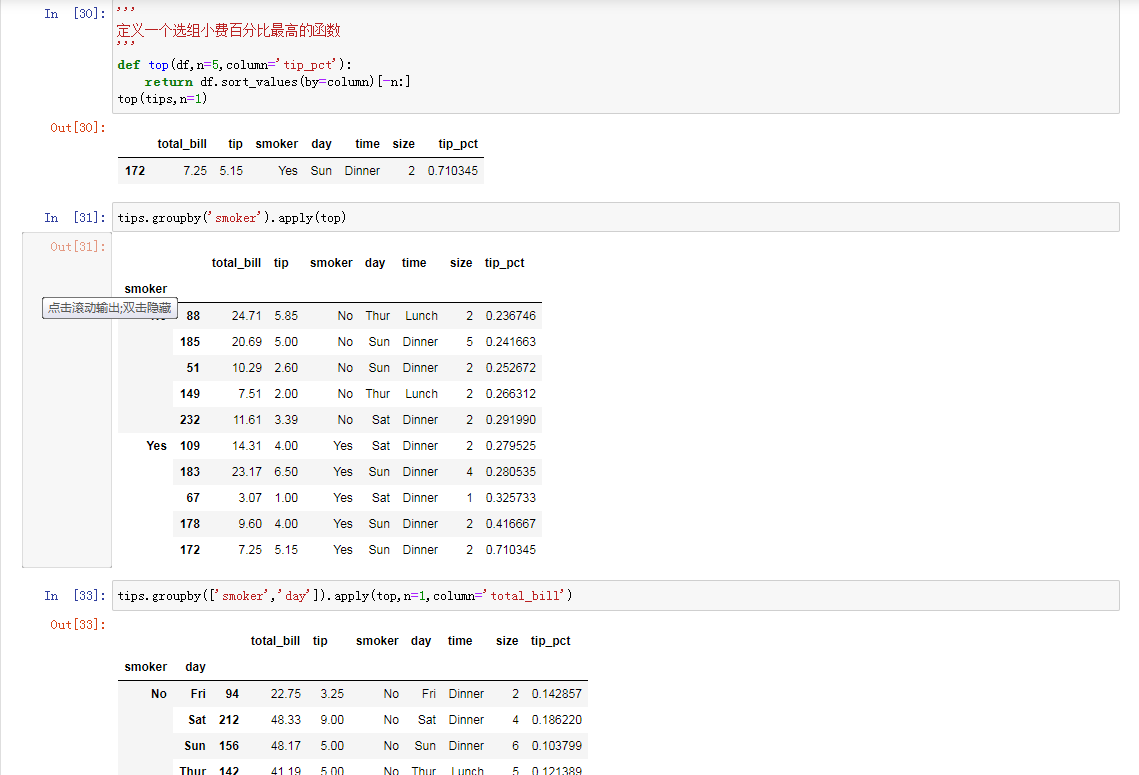 In [30]: '''
定义一个选组小费百分比最高的函数
'''
def top(df,n=5,column='tip_pct'):
    return df.sort_values(by=column)[-n:]
top(tips,n=1)
Out[30]:
total_bill tip smoker day time size tip_pct
172 7.25 5.15 Yes Sun Dinner 2 0.710345
In [31]: tips.groupby('smoker').apply(top)
Out[31]:
total_bill tip smoker day time size tip_pct
smoker
点击滚动输出;双击隐藏 88 24.71 5.85 No Thur Lunch 2 0.236746
185 20.69 5.00 No Sun Dinner 5 0.241663
51 10.29 2.60 No Sun Dinner 2 0.252672
149 7.51 2.00 No Thur Lunch 2 0.266312
232 11.61 3.39 No Sat Dinner 2 0.291990
Yes 109 14.31 4.00 Yes Sat Dinner 2 0.279525
183 23.17 6.50 Yes Sun Dinner 4 0.280535
67 3.07 1.00 Yes Sat Dinner 1 0.325733
178 9.60 4.00 Yes Sun Dinner 2 0.416667
172 7.25 5.15 Yes Sun Dinner 2 0.710345
In [33]: tips.groupby(['smoker','day']).apply(top,n=1,column='total_bill')
Out[33]:
total_bill tip smoker day time size tip_pct
smoker day
No Fri 94 22.75 3.25 No Fri Dinner 2 0.142857
Sat 212 48.33 9.00 No Sat Dinner 4 0.186220
Sun 156 48.17 5.00 No Sun Dinner 6 0.103799
Thur 142 41.19 5.00 No Thur Lunch 5 0.121389